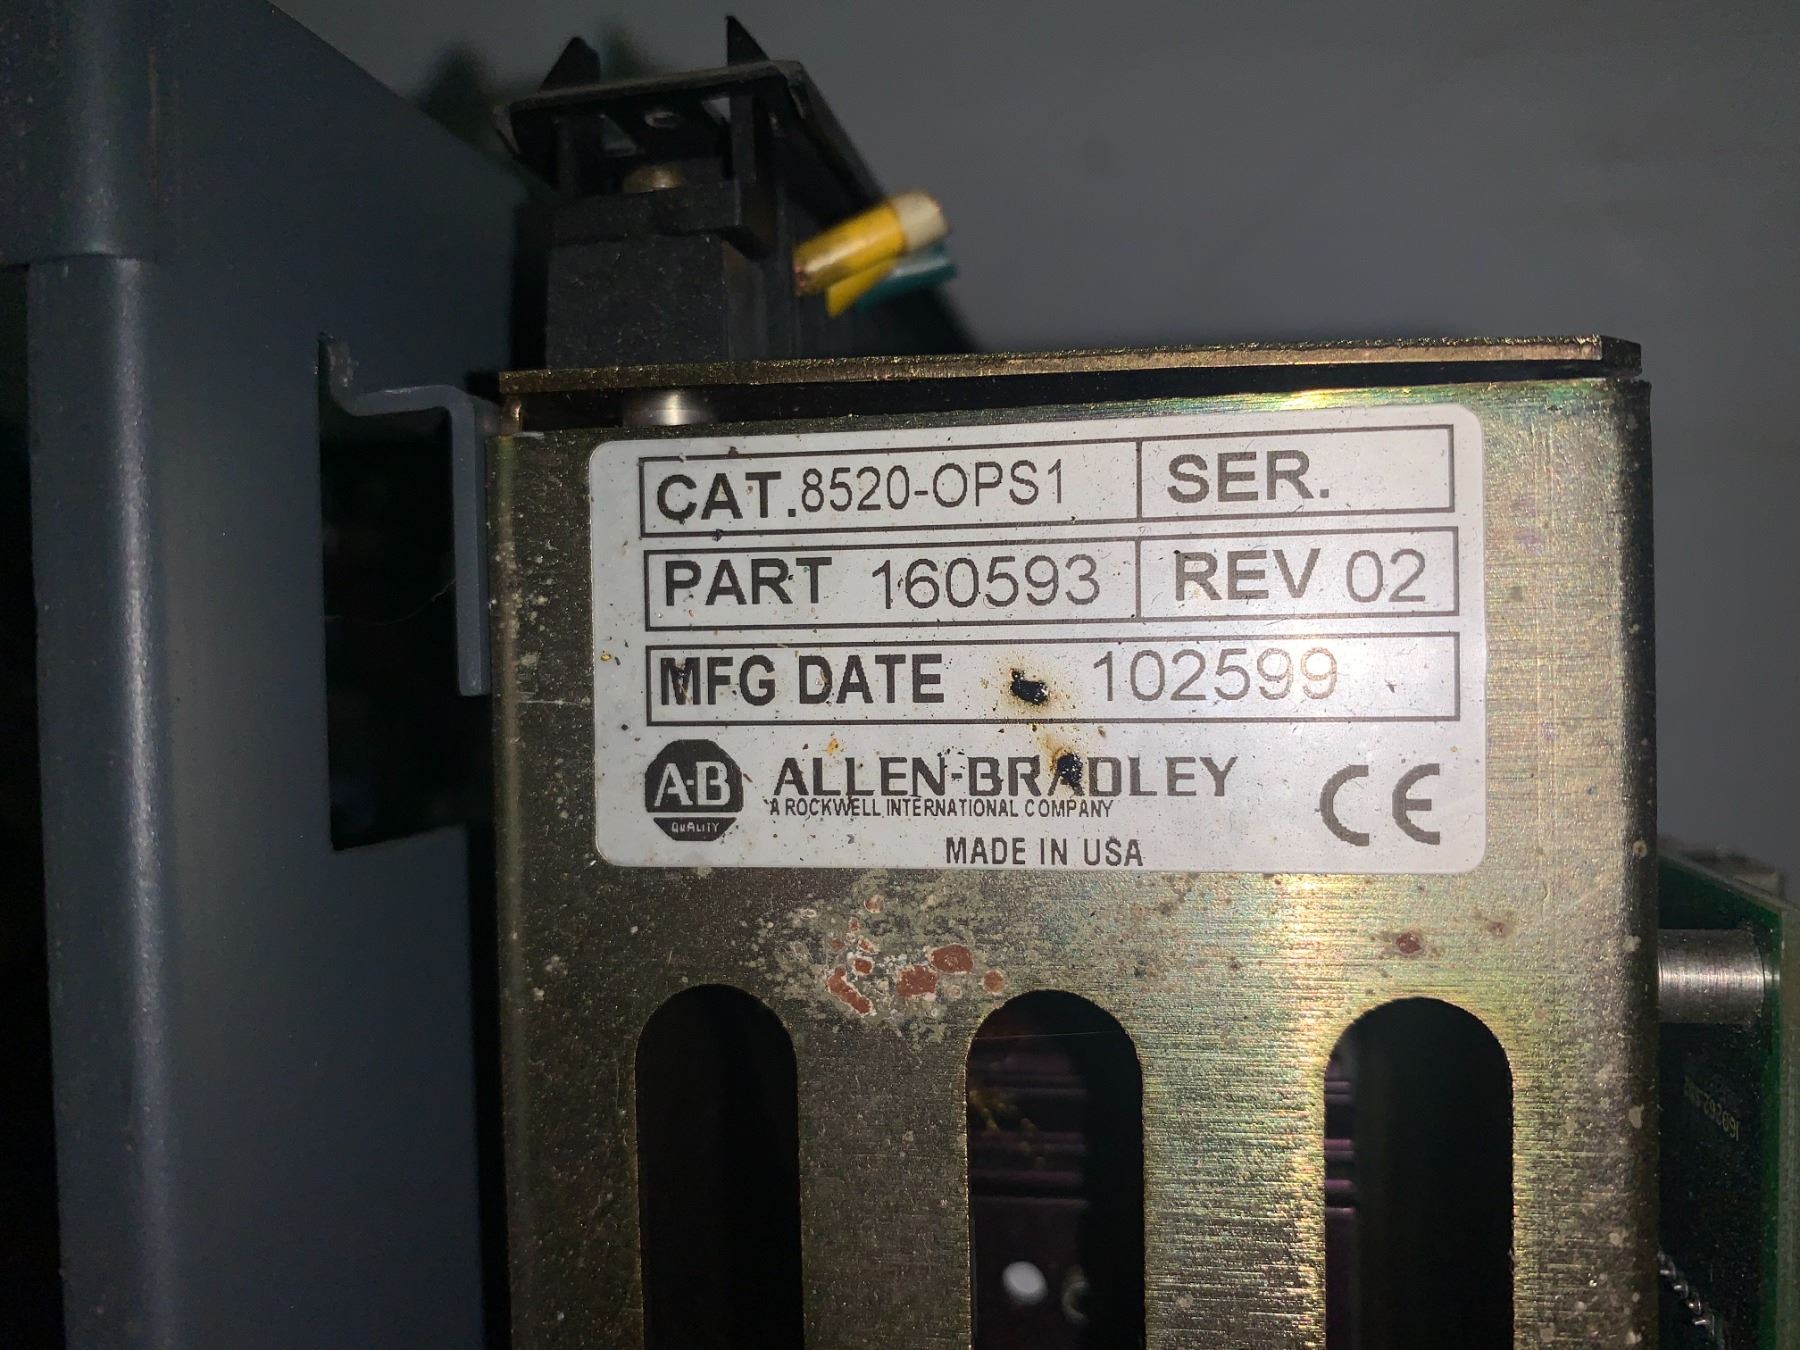 CAT. 8520-OPS1 SER.
PART 160593 REV 02
MFG DATE 102599
A-B ALLEN-BRADLEY CE
QUALITY A ROCKWELL INTERNATIONAL COMPANY
MADE IN USA